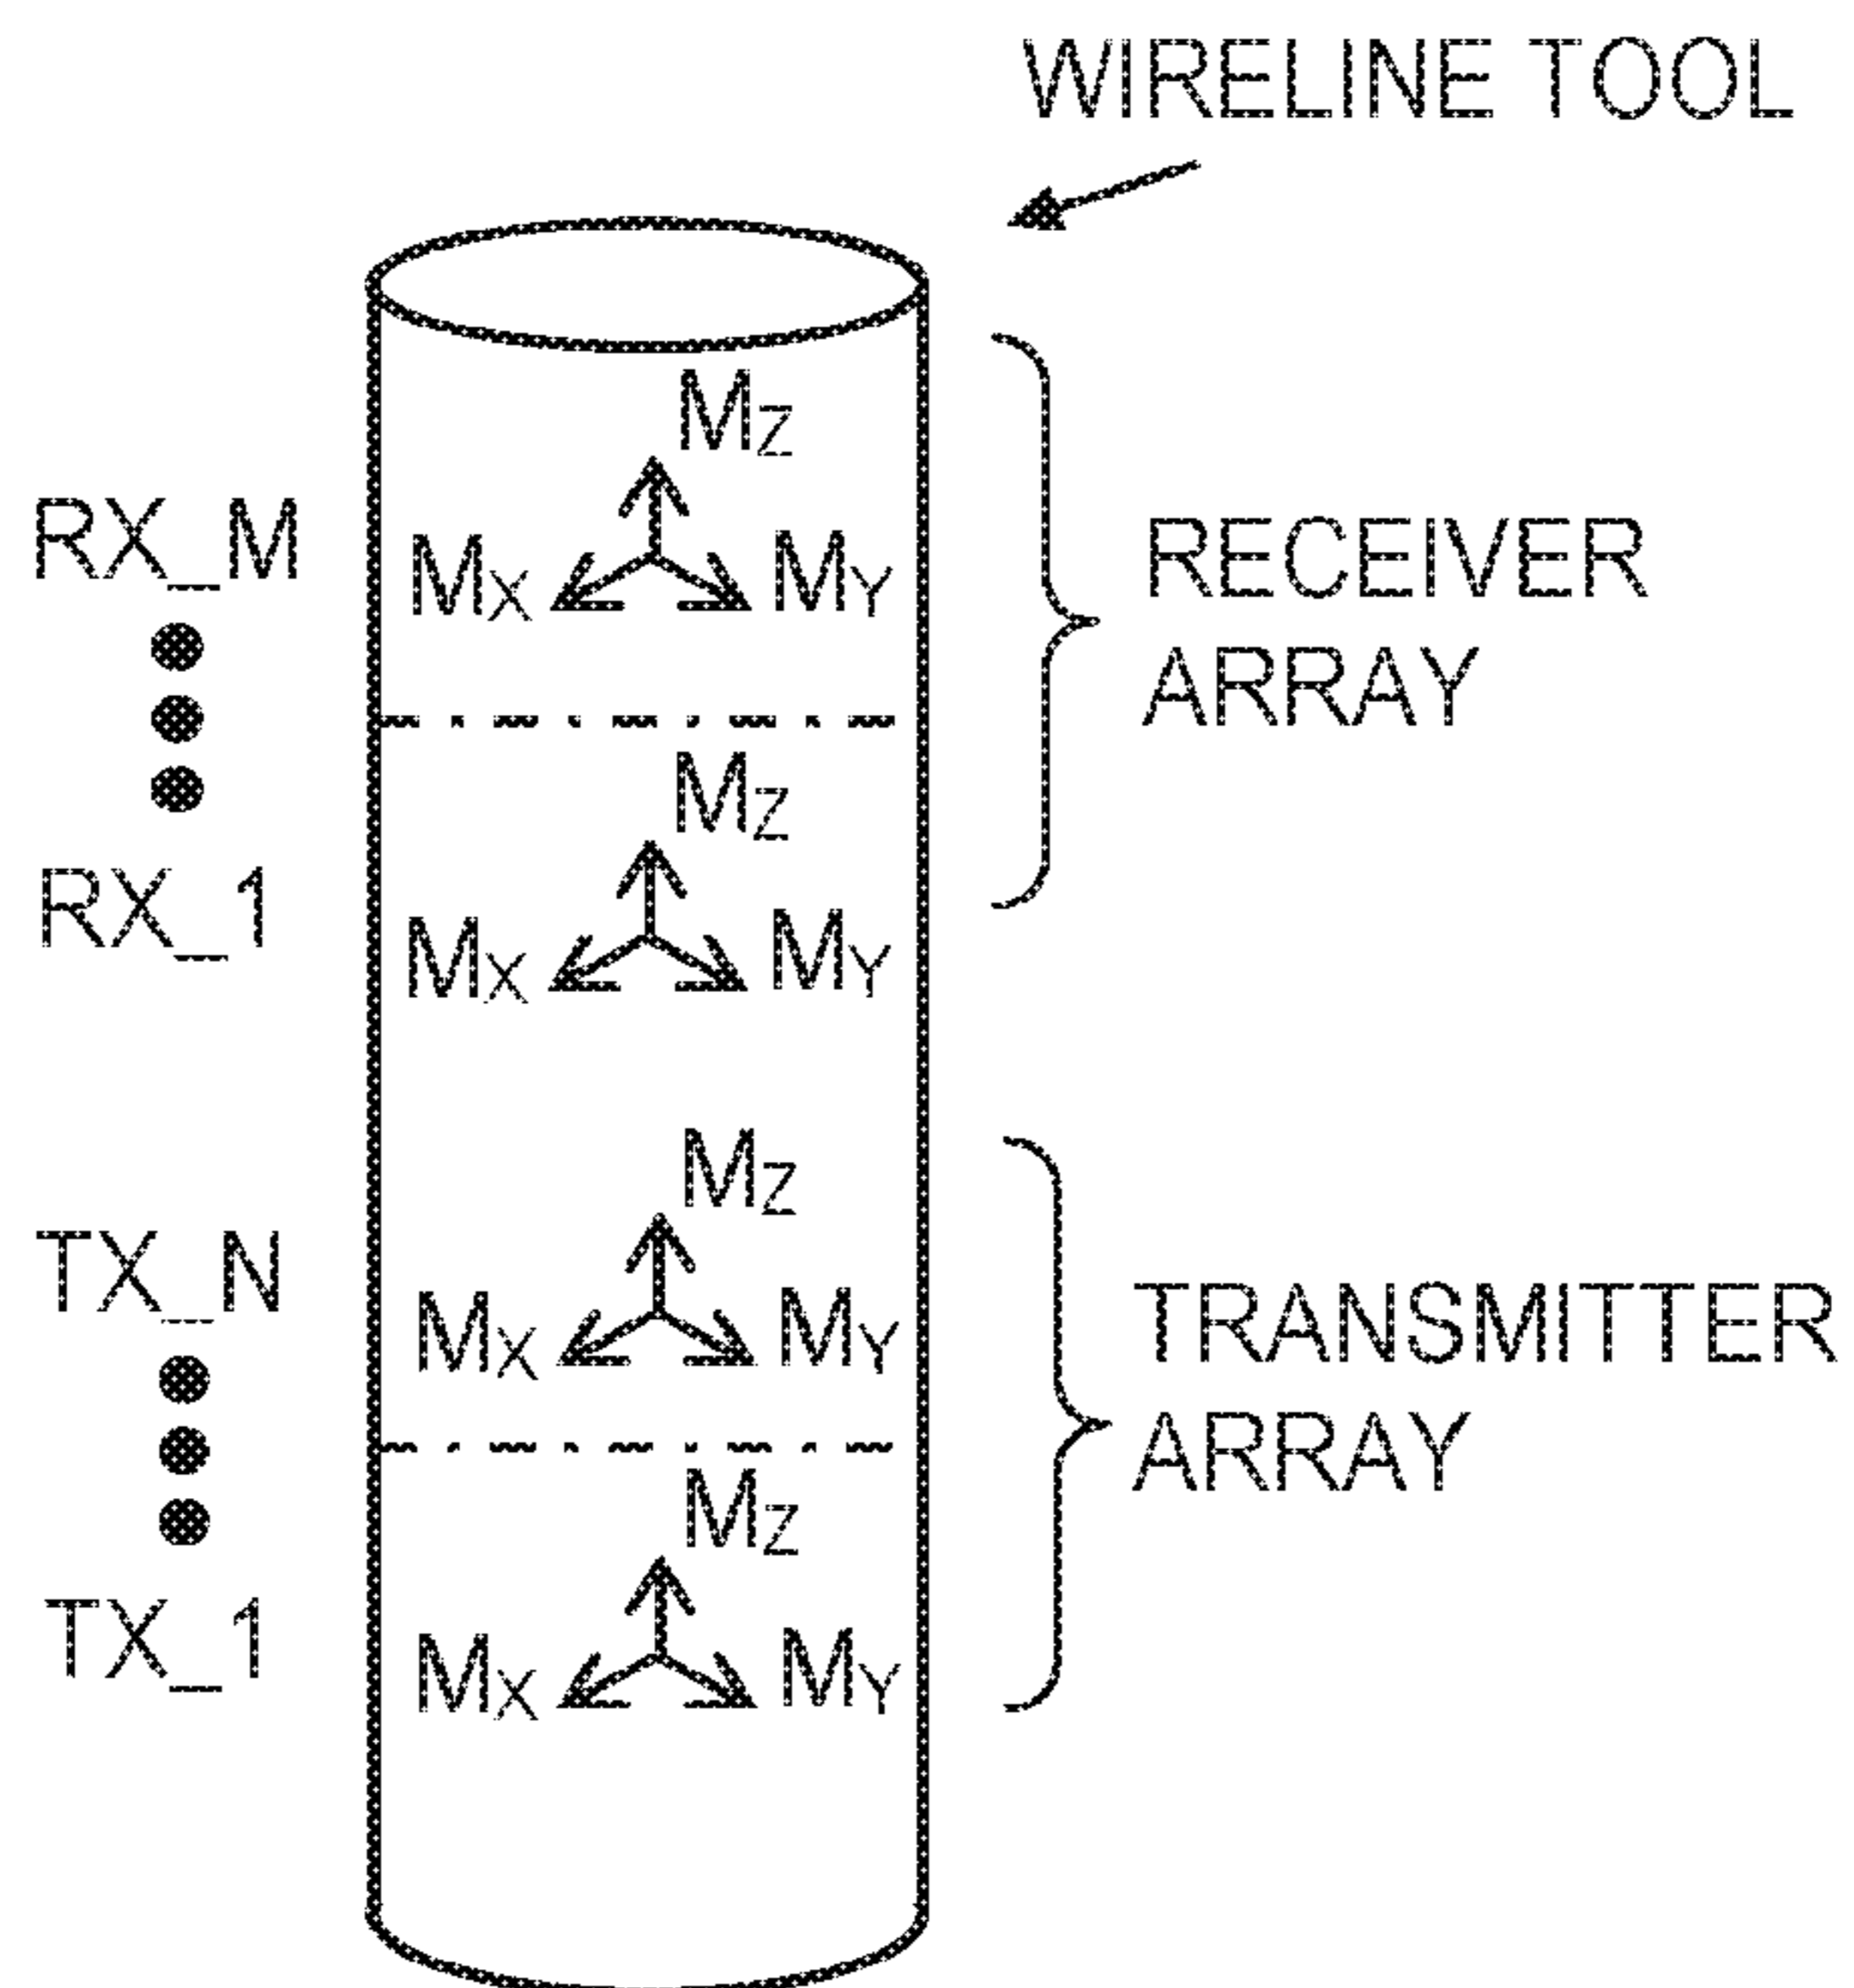 WIRELINE TOOL
MZ
RX_M
MX
MY
RECEIVER
ARRAY
MZ
RX_1
MX
MY
MZ
TX_N
MX
MY
TRANSMITTER
ARRAY
MZ
TX_1
MX
MY